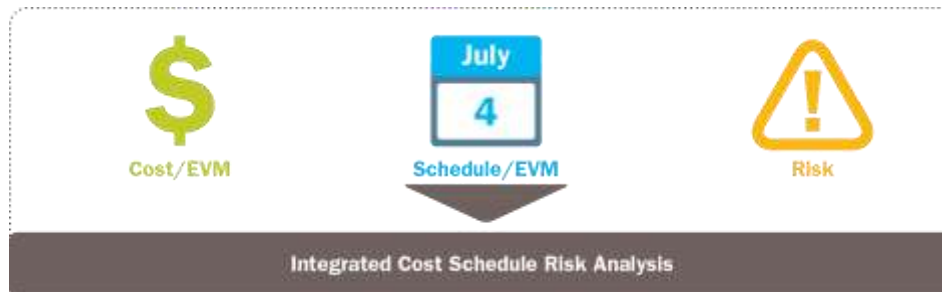 July
4
Cost/EVM
Schedule/EVM
Risk
Integrated Cost Schedule Risk Analysis